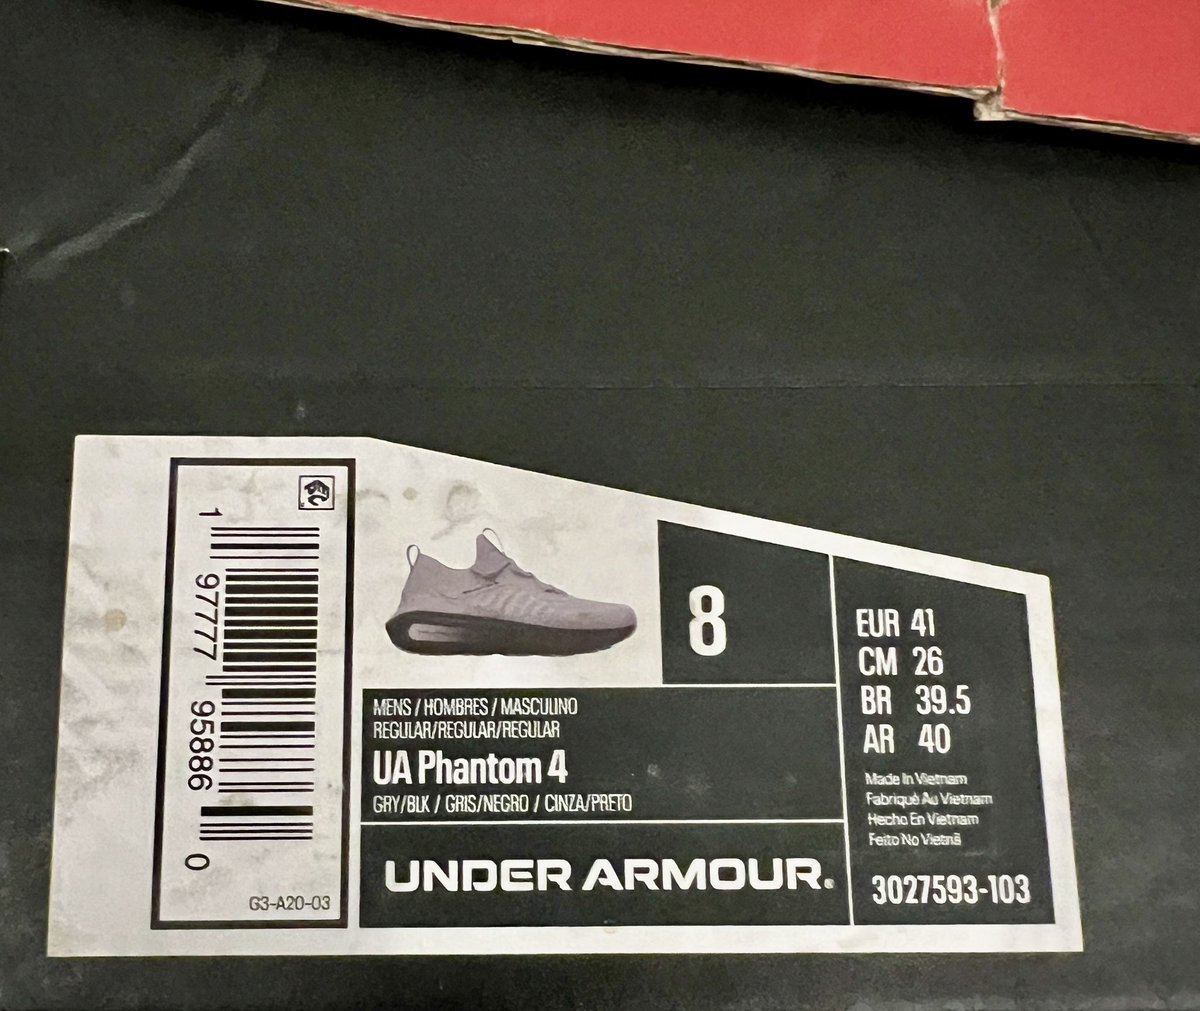 1 97777 95886 0
G3-A20-03
8
MENS / HOMBRES / MASCULINO
REGULAR/REGULAR/REGULAR
UA Phantom 4
GRY/BLK / GRIS/NEGRO / CINZA/PRETO
UNDER ARMOUR®
EUR 41
CM 26
BR 39.5
AR 40
Made In Vietnam
Fabriqué Au Vietnam
Hecho En Vietnam
Feito No Vietnã
3027593-103